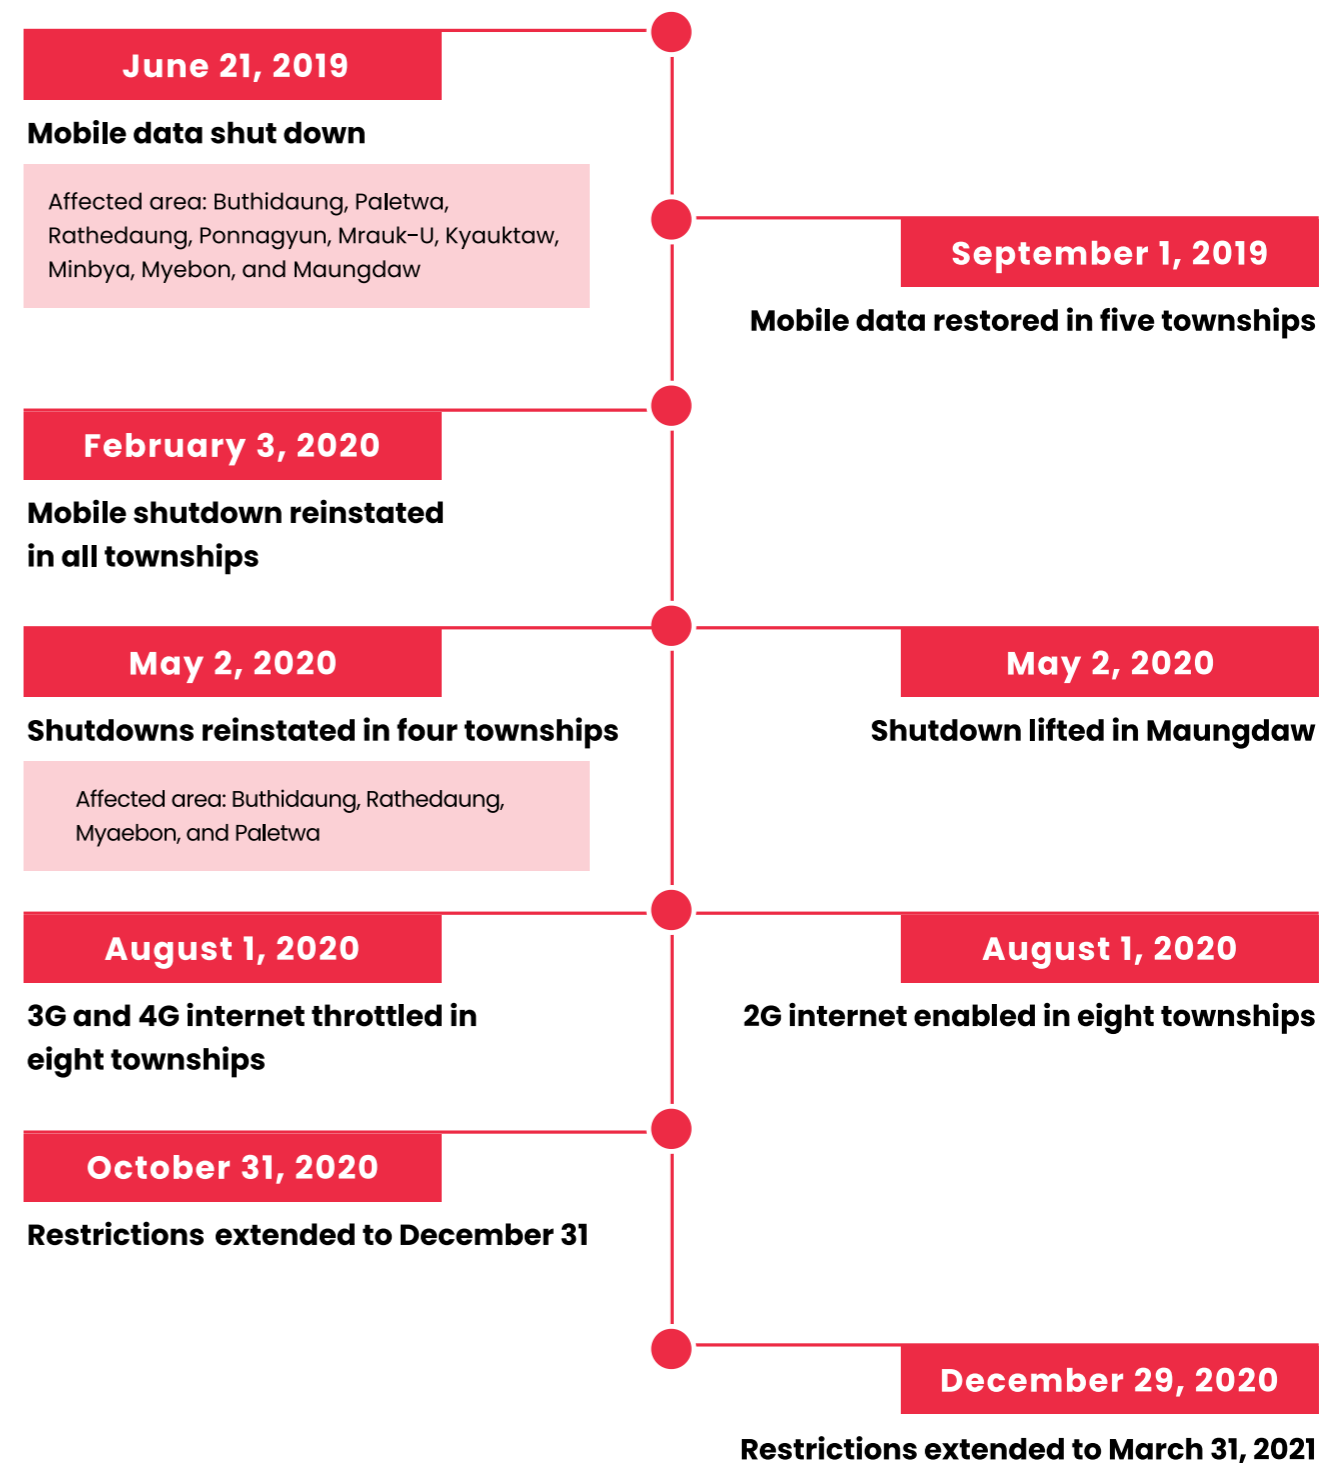 June 21, 2019
Mobile data shut down
Affected area: Buthidaung, Paletwa,
Rathedaung, Ponnagyun, Mrauk-U, Kyauktaw,
Minbya, Myebon, and Maungdaw
September 1, 2019
Mobile data restored in five townships
February 3, 2020
Mobile shutdown reinstated
in all townships
May 2, 2020
Shutdowns reinstated in four townships
Affected area: Buthidaung, Rathedaung,
Myaebon, and Paletwa
May 2, 2020
Shutdown lifted in Maungdaw
August 1, 2020
3G and 4G internet throttled in
eight townships
August 1, 2020
2G internet enabled in eight townships
October 31, 2020
Restrictions extended to December 31
December 29, 2020
Restrictions extended to March 31, 2021